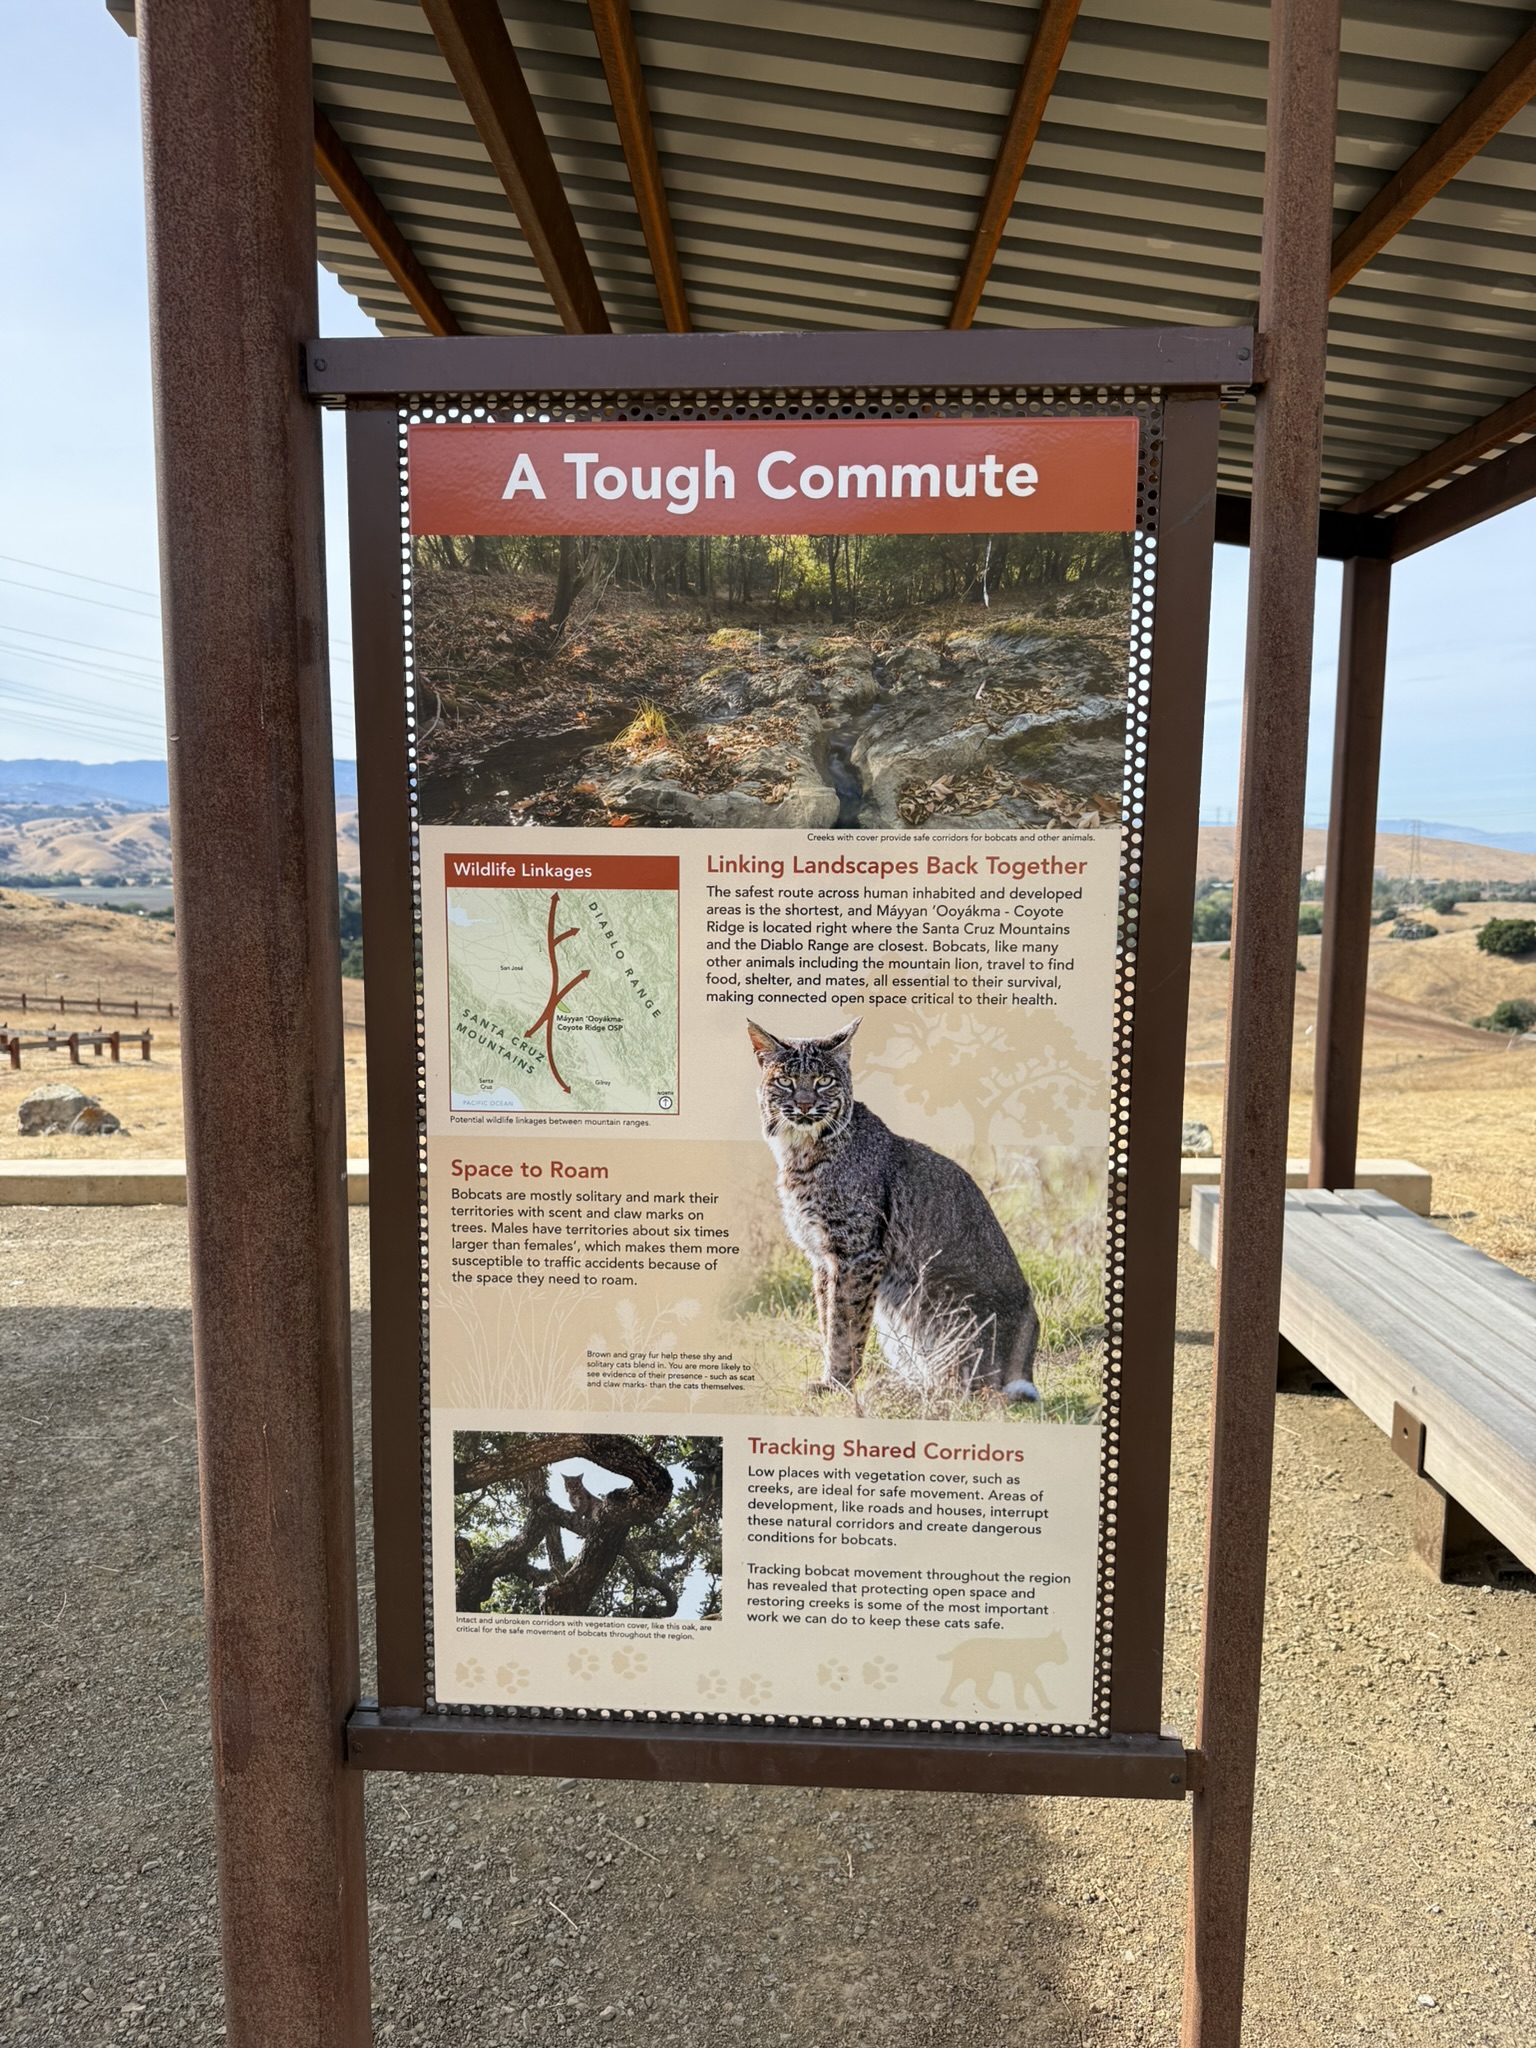 A Tough Commute
Creeks with cover provide safe corridors for bobcats and other animals.
Wildlife Linkages
DIABLO RANGE
San José
Máyyan ‘Ooyákma-
Coyote Ridge OSP
SANTA CRUZ
MOUNTAINS
Santa
Cruz
Gilroy
PACIFIC OCEAN
NORTH
Potential wildlife linkages between mountain ranges.
Linking Landscapes Back Together
The safest route across human inhabited and developed
areas is the shortest, and Máyyan ‘Ooyákma - Coyote
Ridge is located right where the Santa Cruz Mountains
and the Diablo Range are closest. Bobcats, like many
other animals including the mountain lion, travel to find
food, shelter, and mates, all essential to their survival,
making connected open space critical to their health.
Space to Roam
Bobcats are mostly solitary and mark their
territories with scent and claw marks on
trees. Males have territories about six times
larger than females’, which makes them more
susceptible to traffic accidents because of
the space they need to roam.
Brown and gray fur help these shy and
solitary cats blend in. You are more likely to
see evidence of their presence - such as scat
and claw marks- than the cats themselves.
Intact and unbroken corridors with vegetation cover, like this oak, are
critical for the safe movement of bobcats throughout the region.
Tracking Shared Corridors
Low places with vegetation cover, such as
creeks, are ideal for safe movement. Areas of
development, like roads and houses, interrupt
these natural corridors and create dangerous
conditions for bobcats.
Tracking bobcat movement throughout the region
has revealed that protecting open space and
restoring creeks is some of the most important
work we can do to keep these cats safe.